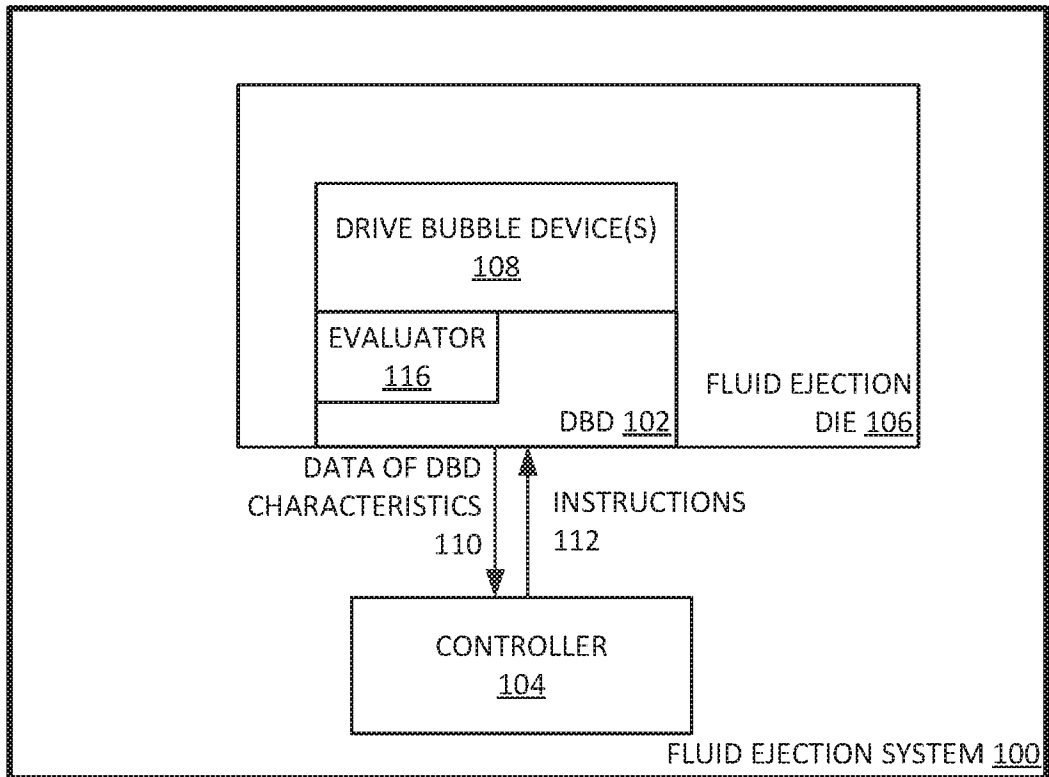 DRIVE BUBBLE DEVICE(S)
108
EVALUATOR
116
FLUID EJECTION
DIE 106
DBD 102
DATA OF DBD
CHARACTERISTICS
110
INSTRUCTIONS
112
CONTROLLER
104
FLUID EJECTION SYSTEM 100